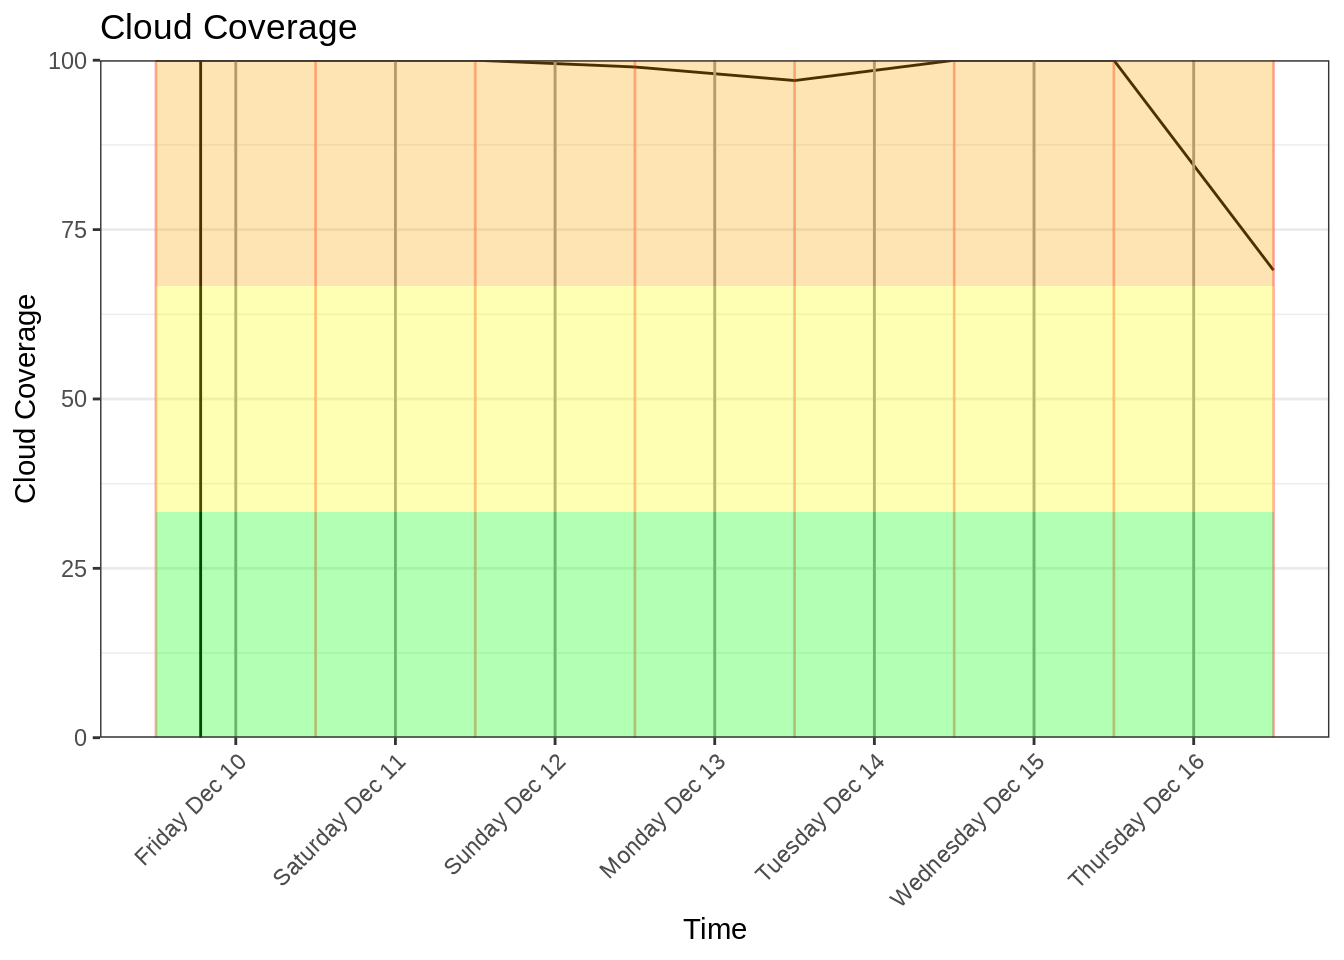 Cloud Coverage
Cloud Coverage
100
75
50
25
0
Friday Dec 10
Saturday Dec 11
Sunday Dec 12
Monday Dec 13
Tuesday Dec 14
Wednesday Dec 15
Thursday Dec 16
Time